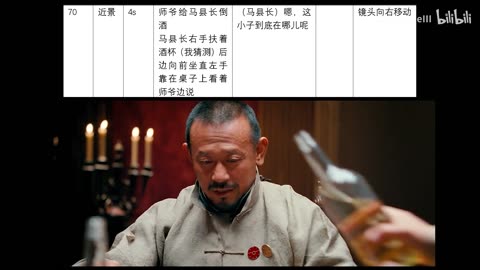 70 近景 4s 师爷给马县长倒 （马县长）嗯，这 镜头向右移动
酒 小子到底在哪儿呢
马县长右手扶着
酒杯（我猜测）后
边向前坐直左手
靠在桌子上看着
师爷边说
elll bilibili